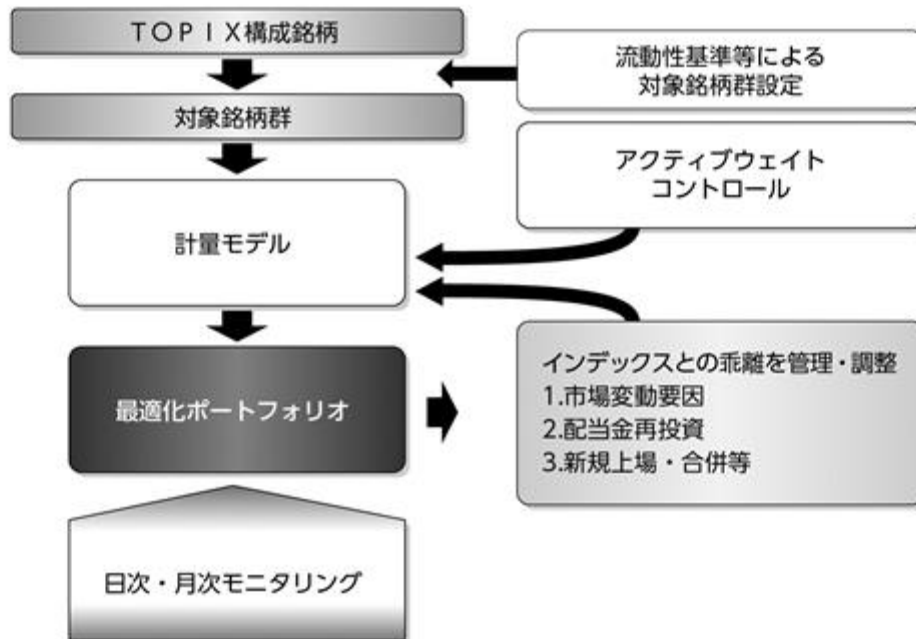 TOPIX構成銘柄
流動性基準等による
対象銘柄群設定
対象銘柄群
アクティブウェイト
コントロール
計量モデル
最適化ポートフォリオ
インデックスとの乖離を管理・調整
1.市場変動要因
2.配当金再投資
3.新規上場・合併等
日次・月次モニタリング